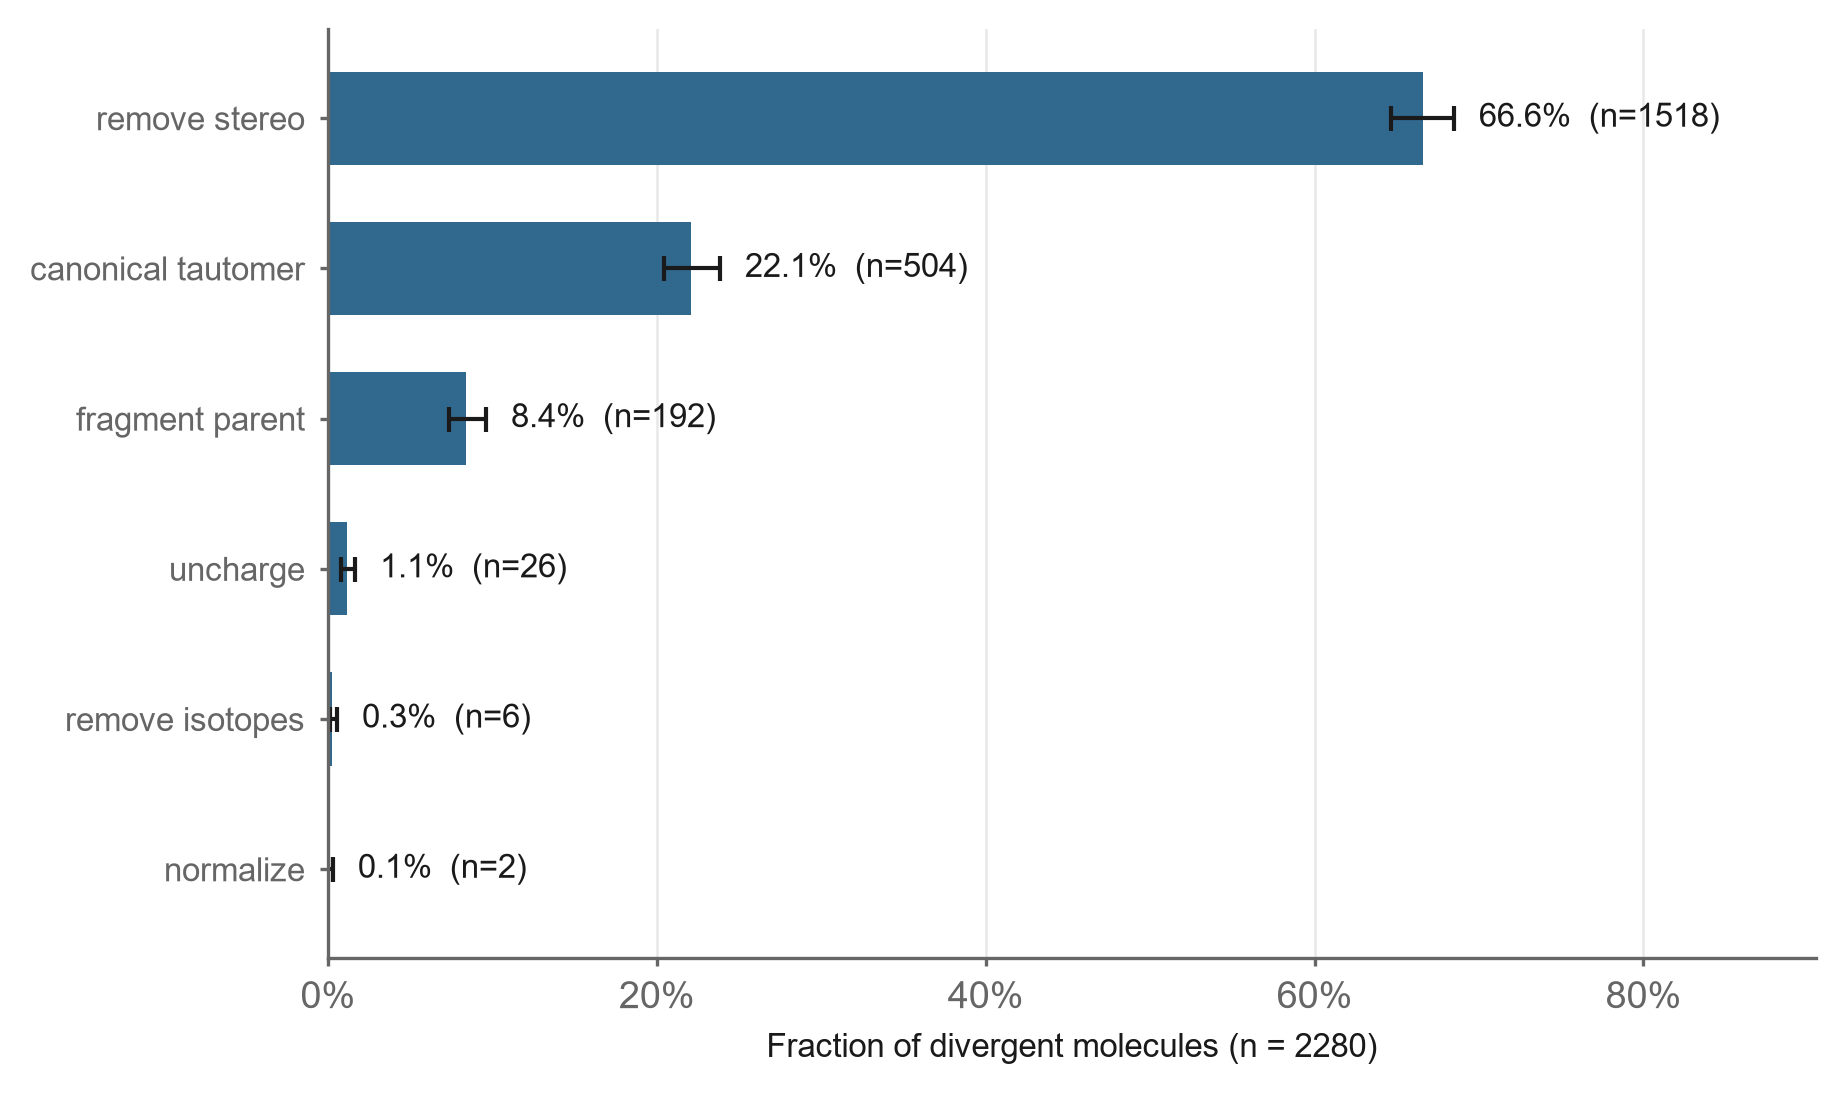 remove stereo 66.6% (n=1518)
canonical tautomer 22.1% (n=504)
fragment parent 8.4% (n=192)
uncharge 1.1% (n=26)
remove isotopes 0.3% (n=6)
normalize 0.1% (n=2)
0% 20% 40% 60% 80%
Fraction of divergent molecules (n = 2280)